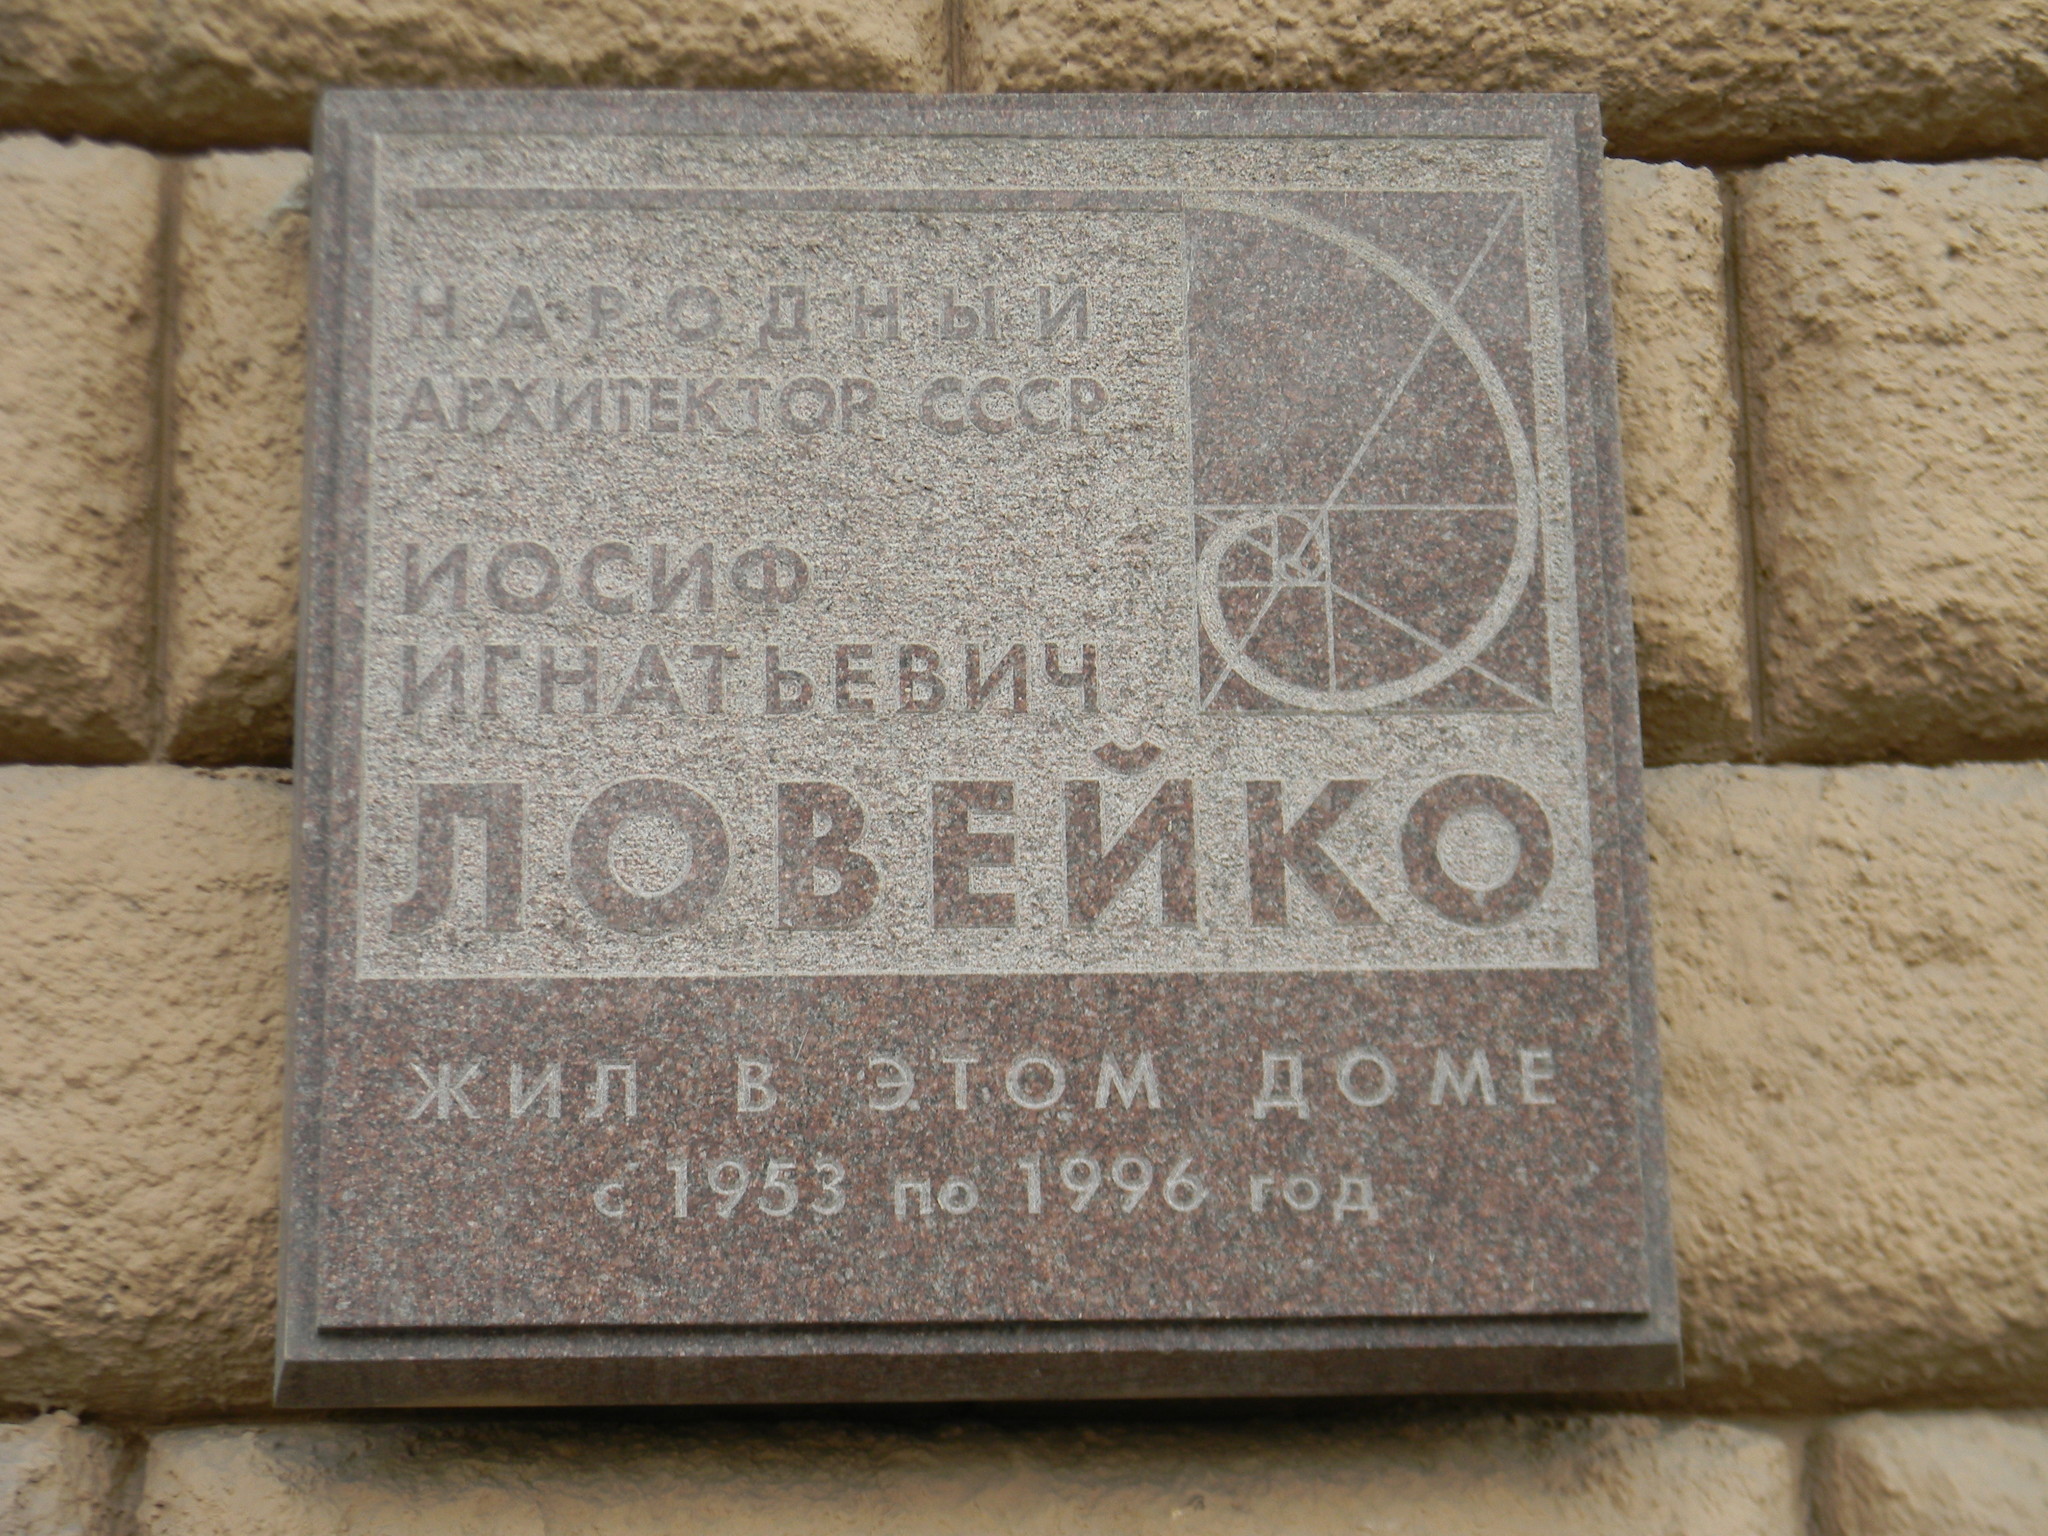 НАРОДНЫЙ
АРХИТЕКТОР СССР
ИОСИФ
ИГНАТЬЕВИЧ
ЛОВЕЙКО
ЖИЛ В ЭТОМ ДОМЕ
с 1953 по 1996 год